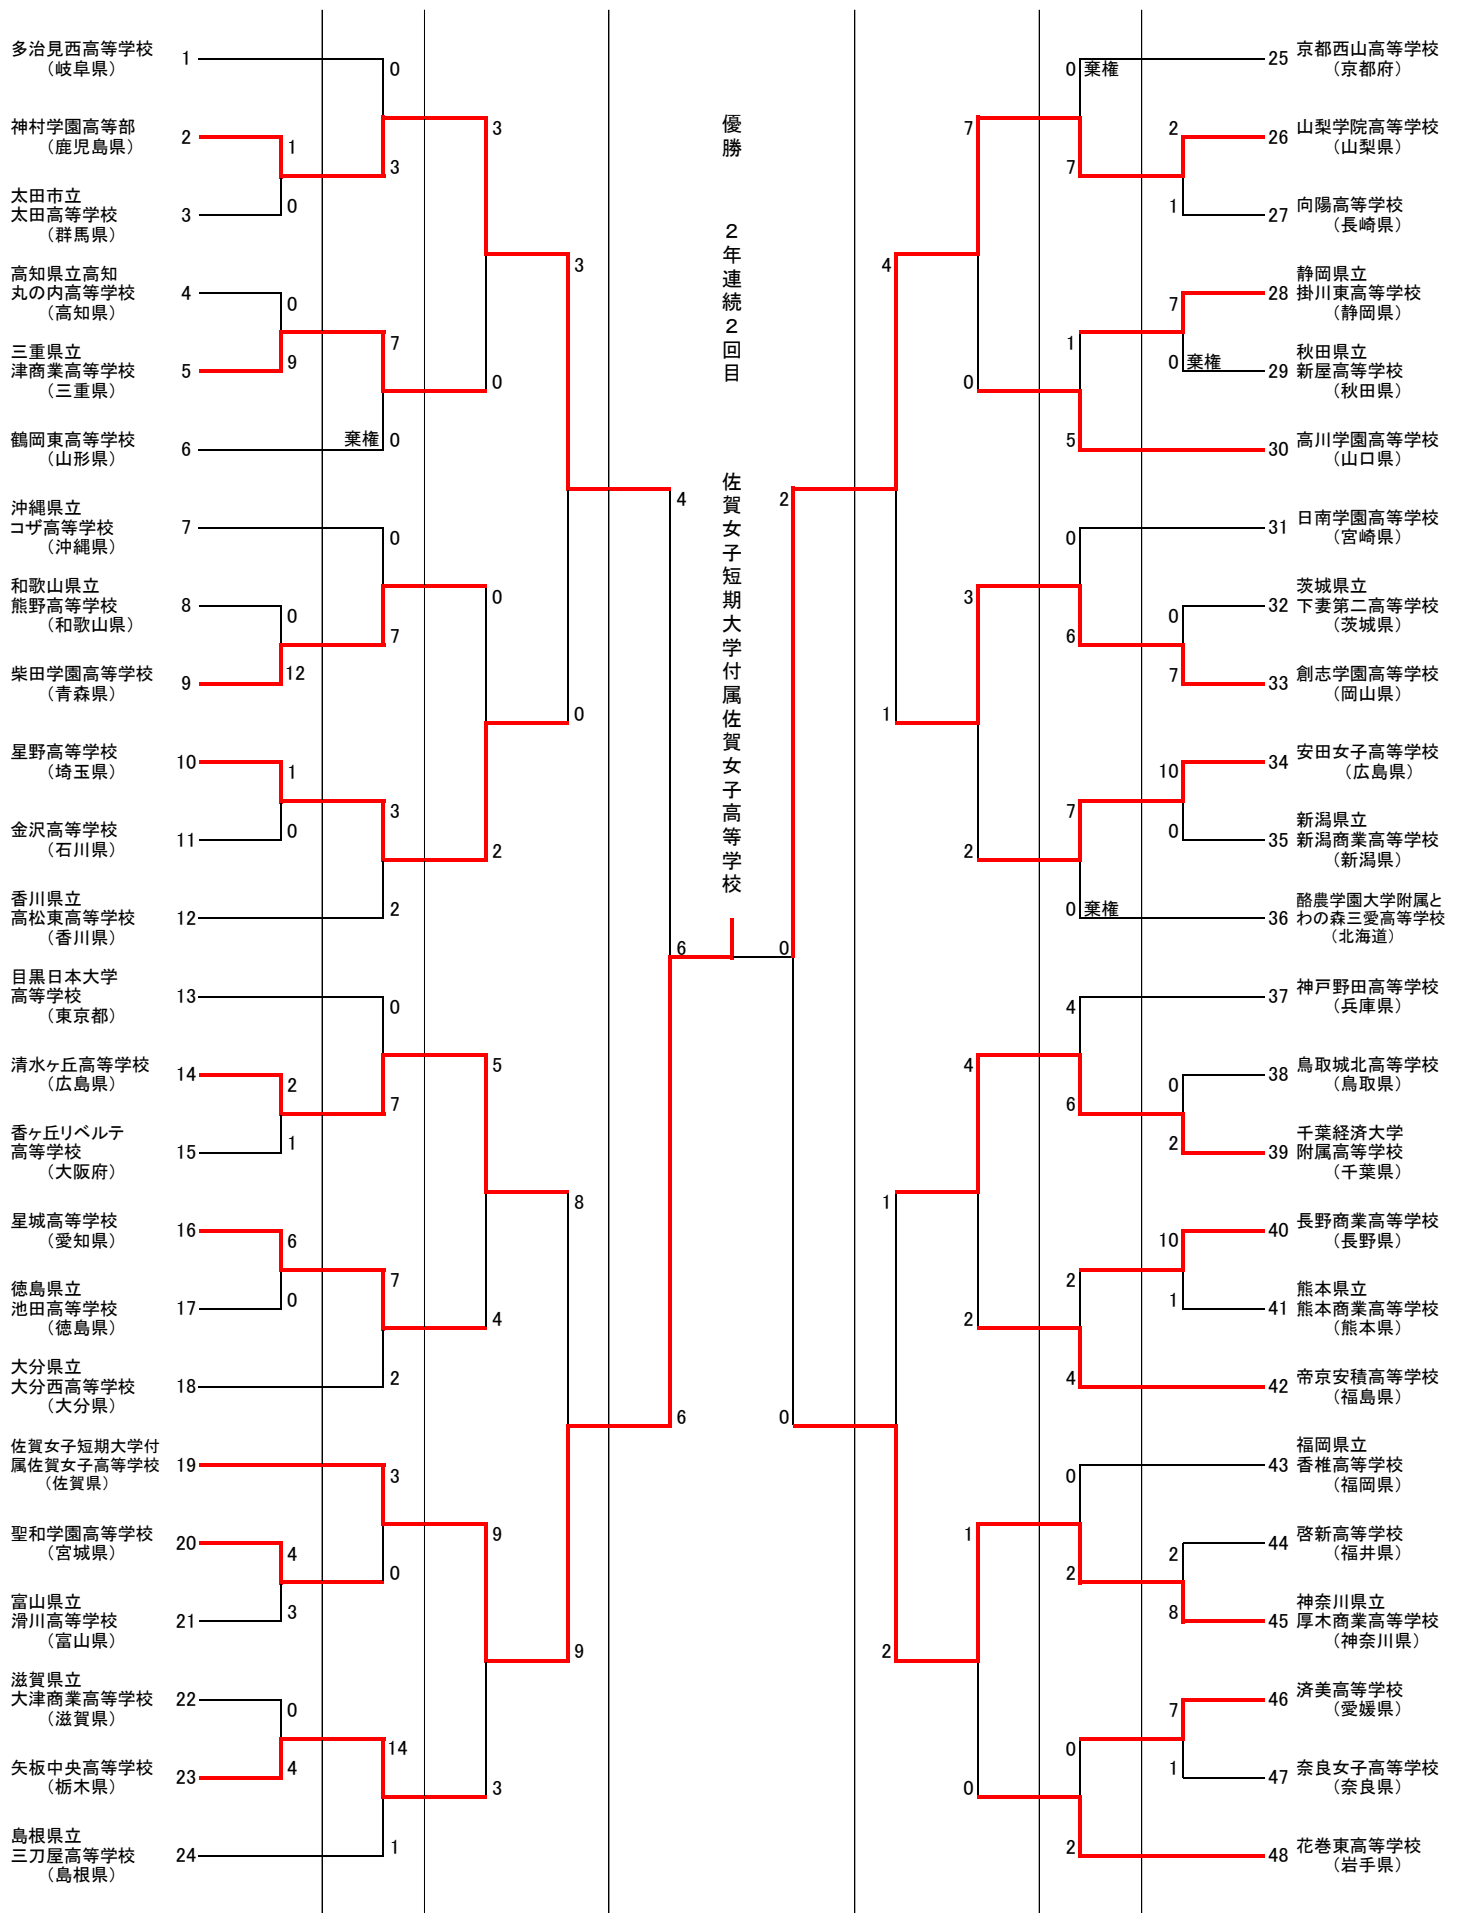 多治見西高等学校
（岐阜県）
1
0
神村学園高等部
（鹿児島県）
2
1
3
3
太田市立
太田高等学校
（群馬県）
3
0
高知県立高知
丸の内高等学校
（高知県）
4
0
3
三重県立
津商業高等学校
（三重県）
5
9
7
0
鶴岡東高等学校
（山形県）
6
棄権
0
沖縄県立
コザ高等学校
（沖縄県）
7
0
4
和歌山県立
熊野高等学校
（和歌山県）
8
0
7
0
柴田学園高等学校
（青森県）
9
12
0
星野高等学校
（埼玉県）
10
1
3
2
金沢高等学校
（石川県）
11
0
香川県立
高松東高等学校
（香川県）
12
2
6
目黒日本大学
高等学校
（東京都）
13
0
清水ヶ丘高等学校
（広島県）
14
2
7
5
香ヶ丘リベルテ
高等学校
（大阪府）
15
1
8
星城高等学校
（愛知県）
16
6
7
4
徳島県立
池田高等学校
（徳島県）
17
0
大分県立
大分西高等学校
（大分県）
18
2
6
佐賀女子短期大学付
属佐賀女子高等学校
（佐賀県）
19
3
9
聖和学園高等学校
（宮城県）
20
4
0
富山県立
滑川高等学校
（富山県）
21
3
9
滋賀県立
大津商業高等学校
（滋賀県）
22
0
14
3
矢板中央高等学校
（栃木県）
23
4
島根県立
三刀屋高等学校
（島根県）
24
1
優勝　２年連続２回目　佐賀女子短期大学付属佐賀女子高等学校
0
棄権
25
京都西山高等学校
（京都府）
7
7
2
26
山梨学院高等学校
（山梨県）
1
27
向陽高等学校
（長崎県）
4
7
28
静岡県立
掛川東高等学校
（静岡県）
1
0
棄権
29
秋田県立
新屋高等学校
（秋田県）
0
5
30
高川学園高等学校
（山口県）
2
0
31
日南学園高等学校
（宮崎県）
3
6
0
32
茨城県立
下妻第二高等学校
（茨城県）
7
33
創志学園高等学校
（岡山県）
1
10
34
安田女子高等学校
（広島県）
2
7
0
35
新潟県立
新潟商業高等学校
（新潟県）
0
棄権
36
酪農学園大学附属と
わの森三愛高等学校
（北海道）
0
4
37
神戸野田高等学校
（兵庫県）
4
6
0
38
鳥取城北高等学校
（鳥取県）
2
39
千葉経済大学
附属高等学校
（千葉県）
1
10
40
長野商業高等学校
（長野県）
2
2
1
41
熊本県立
熊本商業高等学校
（熊本県）
4
42
帝京安積高等学校
（福島県）
0
0
43
福岡県立
香椎高等学校
（福岡県）
1
2
2
44
啓新高等学校
（福井県）
8
45
神奈川県立
厚木商業高等学校
（神奈川県）
2
7
46
済美高等学校
（愛媛県）
0
0
1
47
奈良女子高等学校
（奈良県）
2
48
花巻東高等学校
（岩手県）